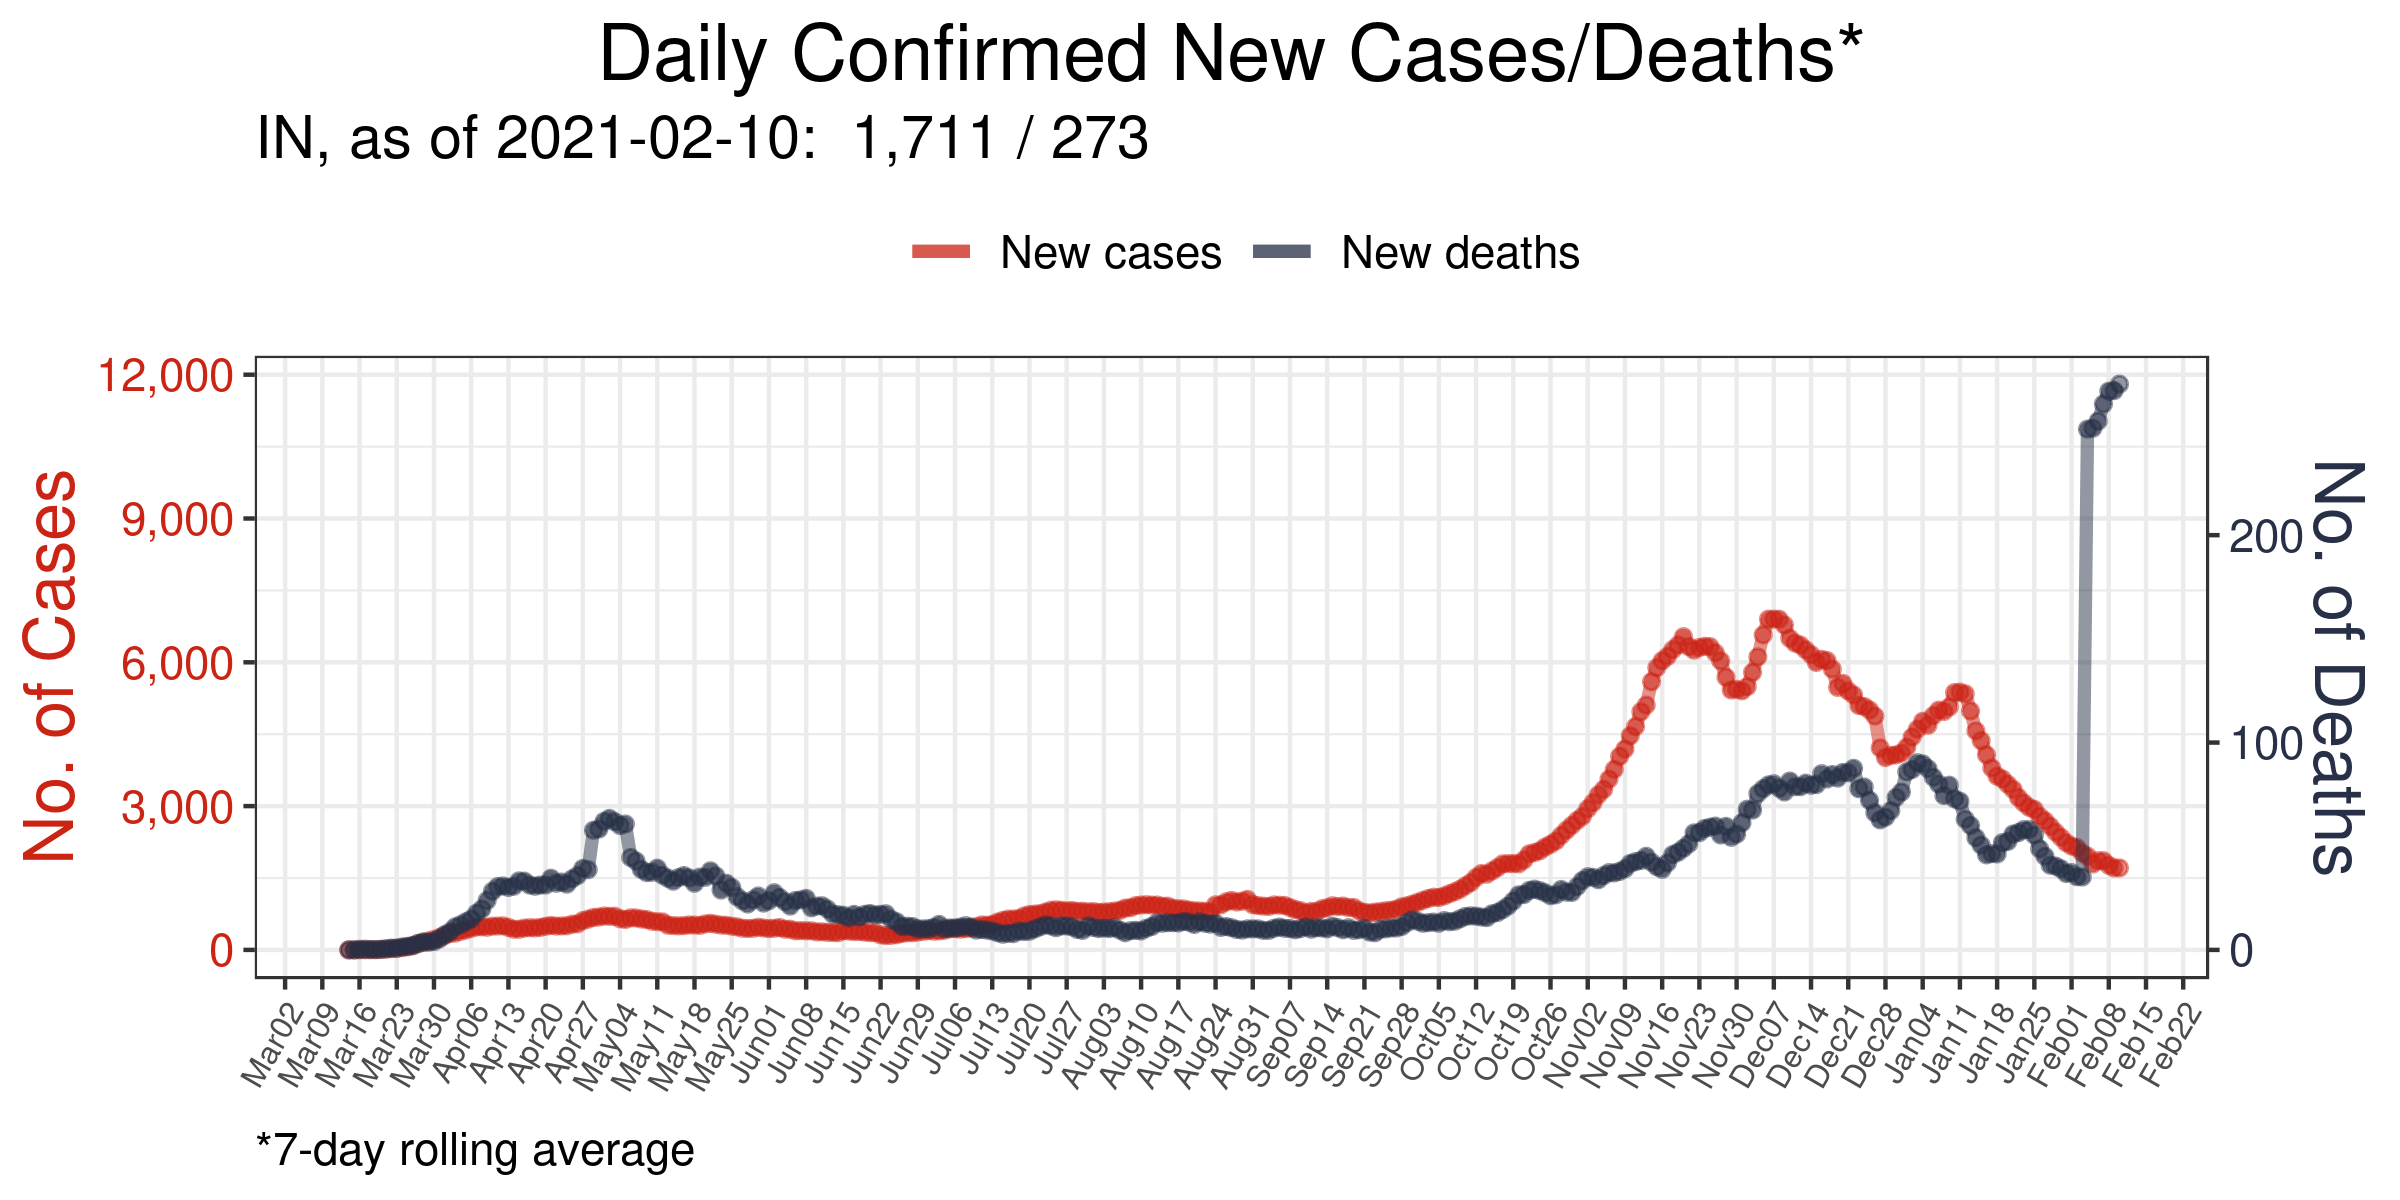 Daily Confirmed New Cases/Deaths*
IN, as of 2021-02-10:  1,711 / 273
New cases
New deaths
No. of Cases
12,000
9,000
6,000
3,000
0
No. of Deaths
200
100
0
Mar02
Mar09
Mar16
Mar23
Mar30
Apr06
Apr13
Apr20
Apr27
May04
May11
May18
May25
Jun01
Jun08
Jun15
Jun22
Jun29
Jul06
Jul13
Jul20
Jul27
Aug03
Aug10
Aug17
Aug24
Aug31
Sep07
Sep14
Sep21
Sep28
Oct05
Oct12
Oct19
Oct26
Nov02
Nov09
Nov16
Nov23
Nov30
Dec07
Dec14
Dec21
Dec28
Jan04
Jan11
Jan18
Jan25
Feb01
Feb08
Feb15
Feb22
*7-day rolling average